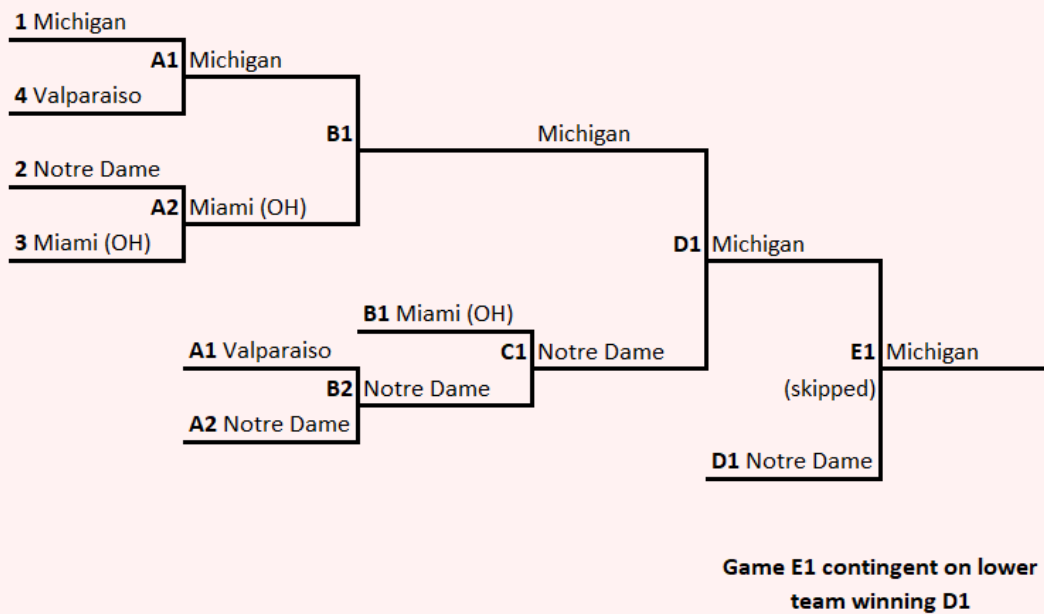 1 Michigan
A1 Michigan
4 Valparaiso
B1 Michigan
2 Notre Dame
A2 Miami (OH)
3 Miami (OH)
D1 Michigan
B1 Miami (OH)
A1 Valparaiso
C1 Notre Dame
E1 Michigan
B2 Notre Dame
(skipped)
A2 Notre Dame
D1 Notre Dame
Game E1 contingent on lower
team winning D1